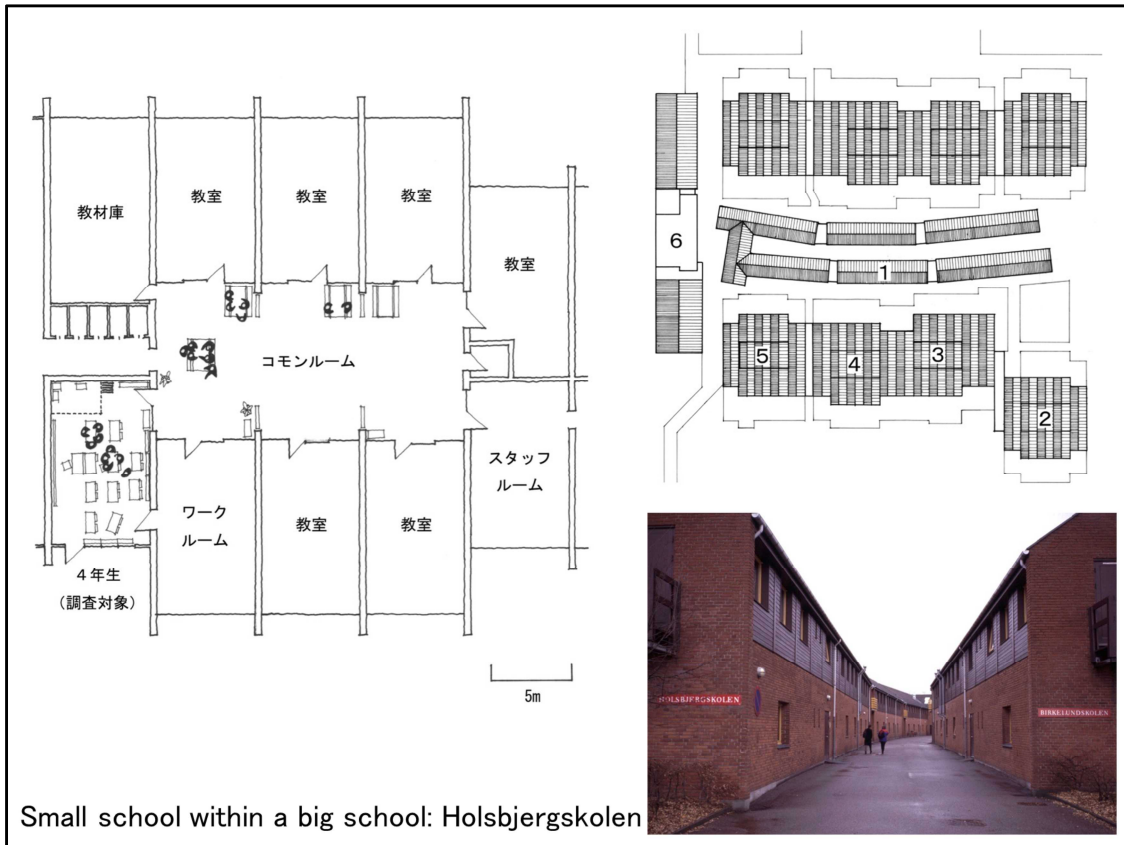 教材庫
教室
教室
教室
教室
コモンルーム
ワーク
ルーム
教室
教室
スタッフ
ルーム
4年生
(調査対象)
5m
6
1
5
4
3
2
HOLSBJERGSKOLEN
BIRKELUNDSKOLEN
Small school within a big school: Holsbjergskolen